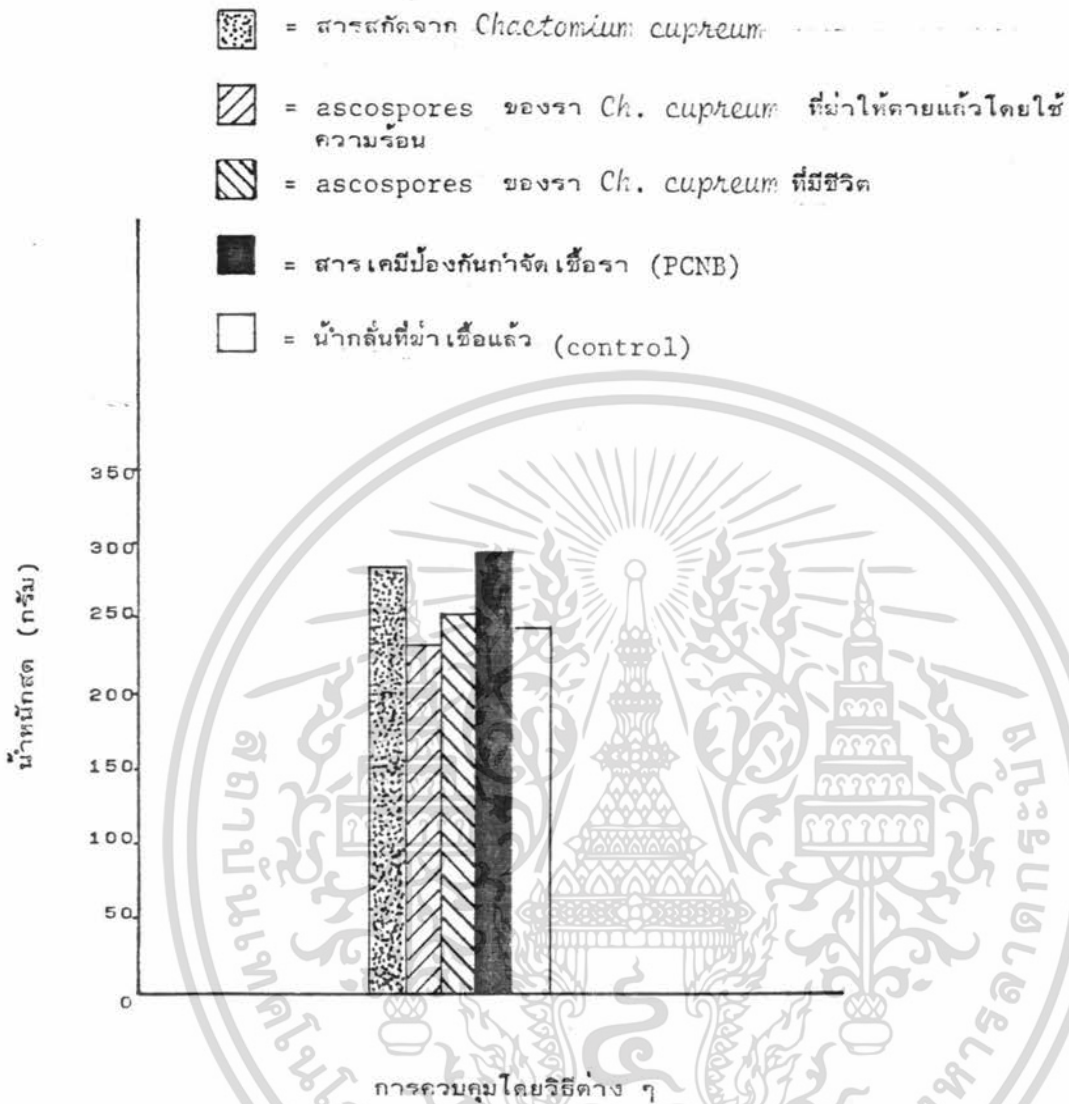 = สารสกัดจาก Chaetomium cupreum
= ascospores ของรา Ch. cupreum ที่ฆ่าให้ตายแล้วโดยใช้
ความร้อน
= ascospores ของรา Ch. cupreum ที่มีชีวิต
= สารเคมีป้องกันกำจัดเชื้อรา (PCNB)
= น้ำกลั่นที่ฆ่าเชื้อแล้ว (control)
350
300
250
200
150
100
50
0
น้ำหนักสด (กรัม)
การควบคุมโดยวิธีต่าง ๆ